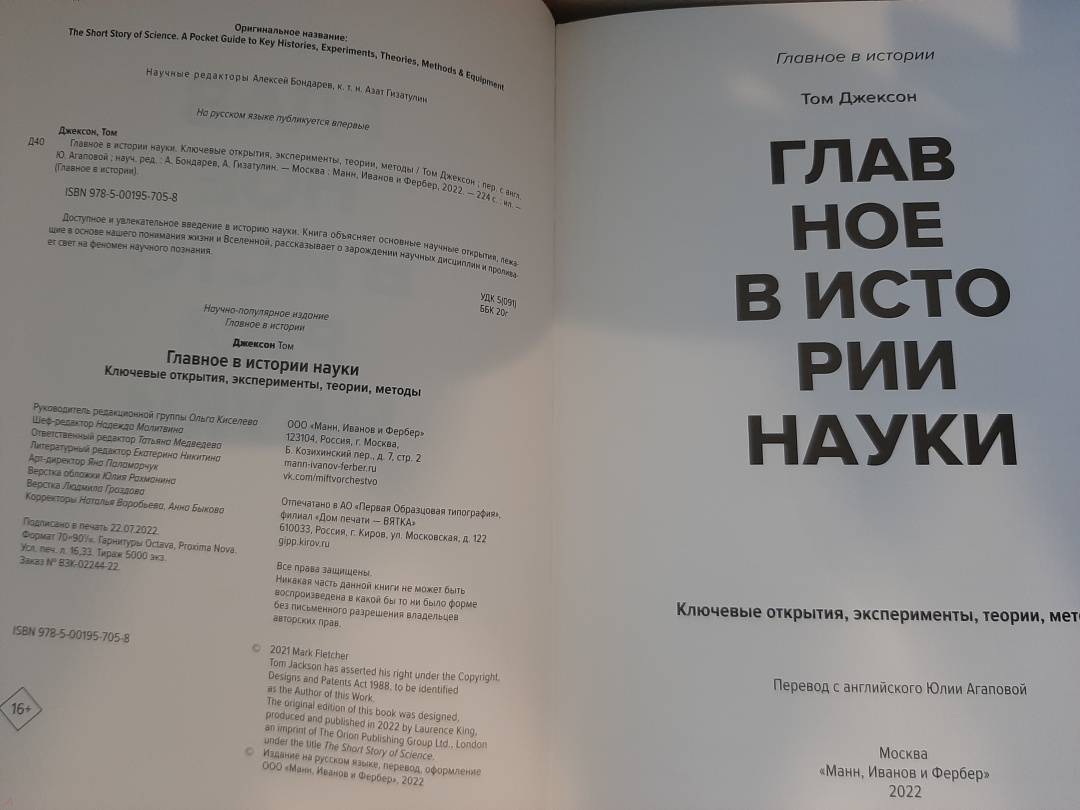 Оригинальное название:
The Short Story of Science. A Pocket Guide to Key Histories, Experiments, Theories, Methods & Equipment
Научные редакторы Алексей Бондарев, к. т. н. Азат Гизатулин
На русском языке публикуется впервые
Джексон, Том
Д40 Главное в истории науки. Ключевые открытия, эксперименты, теории, методы / Том Джексон ; пер. с англ.
Ю. Агаповой ; науч. ред. : А. Бондарев, А. Гизатулин. — Москва : Манн, Иванов и Фербер, 2022. — 224 с. : ил. —
(Главное в истории).
ISBN 978-5-00195-705-8
Доступное и увлекательное введение в историю науки. Книга объясняет основные научные открытия, лежа-
щие в основе нашего понимания жизни и Вселенной, рассказывает о зарождении научных дисциплин и пролива-
ет свет на феномен научного познания.
УДК 5(091)
ББК 20г
Научно-популярное издание
Главное в истории
Джексон Том
Главное в истории науки
Ключевые открытия, эксперименты, теории, методы
Руководитель редакционной группы Ольга Киселева
Шеф-редактор Надежда Молитвина
Ответственный редактор Татьяна Медведева
Литературный редактор Екатерина Никитина
Арт-директор Яна Паламарчук
Верстка обложки Юлия Рахманина
Верстка Людмила Гроздова
Корректоры Наталья Воробьева, Анна Быкова
Подписано в печать 22.07.2022.
Формат 70×90 1/16. Гарнитуры Octava, Proxima Nova.
Усл. печ. л. 16,33. Тираж 5000 экз.
Заказ № ВЗК-02244-22.
ISBN 978-5-00195-705-8
16+
ООО «Манн, Иванов и Фербер»
123104, Россия, г. Москва,
Б. Козихинский пер., д. 7, стр. 2
mann-ivanov-ferber.ru
vk.com/miftvorchestvo
Отпечатано в АО «Первая Образцовая типография»,
филиал «Дом печати — ВЯТКА»
610033, Россия, г. Киров, ул. Московская, д. 122
gipp.kirov.ru
Все права защищены.
Никакая часть данной книги не может быть
воспроизведена в какой бы то ни было форме
без письменного разрешения владельцев
авторских прав.
© 2021 Mark Fletcher
Tom Jackson has asserted his right under the Copyright,
Designs and Patents Act 1988, to be identified
as the Author of this Work.
The original edition of this book was designed,
produced and published in 2022 by Laurence King,
an imprint of The Orion Publishing Group Ltd., London
under the title The Short Story of Science.
© Издание на русском языке, перевод, оформление
ООО «Манн, Иванов и Фербер», 2022
Главное в истории
Том Джексон
ГЛАВ
НОЕ
В ИСТО
РИИ
НАУКИ
Ключевые открытия, эксперименты, теории, мето
Перевод с английского Юлии Агаповой
Москва
«Манн, Иванов и Фербер»
2022